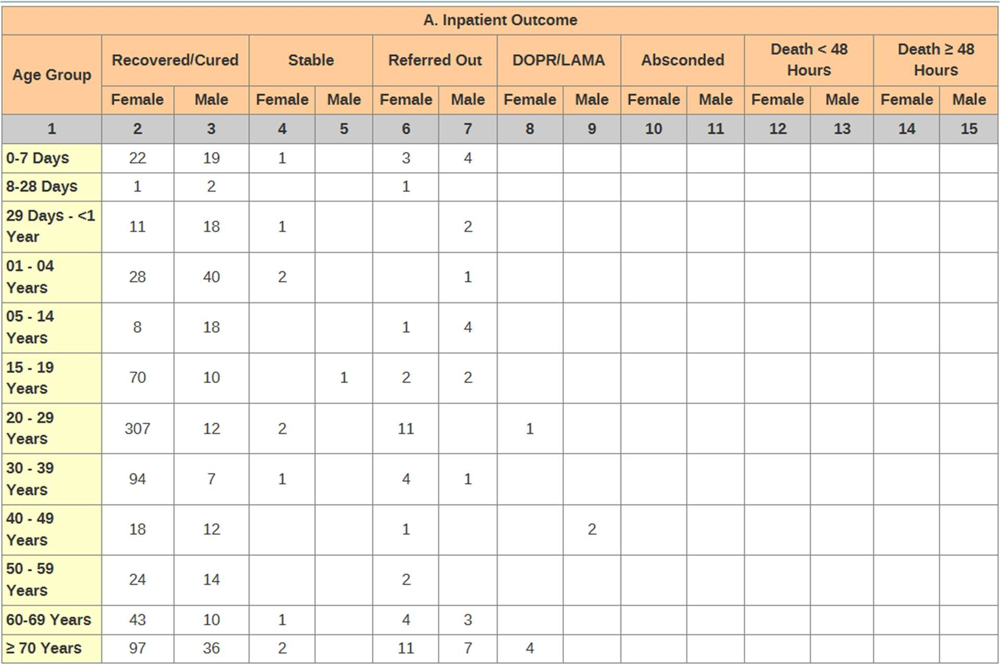 A. Inpatient Outcome
Age Group Recovered/Cured Stable Referred Out DOPR/LAMA Absconded Death < 48 Hours Death ≥ 48 Hours
Female Male Female Male Female Male Female Male Female Male Female Male Female Male
1 2 3 4 5 6 7 8 9 10 11 12 13 14 15
0-7 Days 22 19 1 3 4
8-28 Days 1 2 1
29 Days - <1 Year 11 18 1 2
01 - 04 Years 28 40 2 1
05 - 14 Years 8 18 1 4
15 - 19 Years 70 10 1 2 2
20 - 29 Years 307 12 2 11 1
30 - 39 Years 94 7 1 4 1
40 - 49 Years 18 12 1 2
50 - 59 Years 24 14 2
60-69 Years 43 10 1 4 3
≥ 70 Years 97 36 2 11 7 4